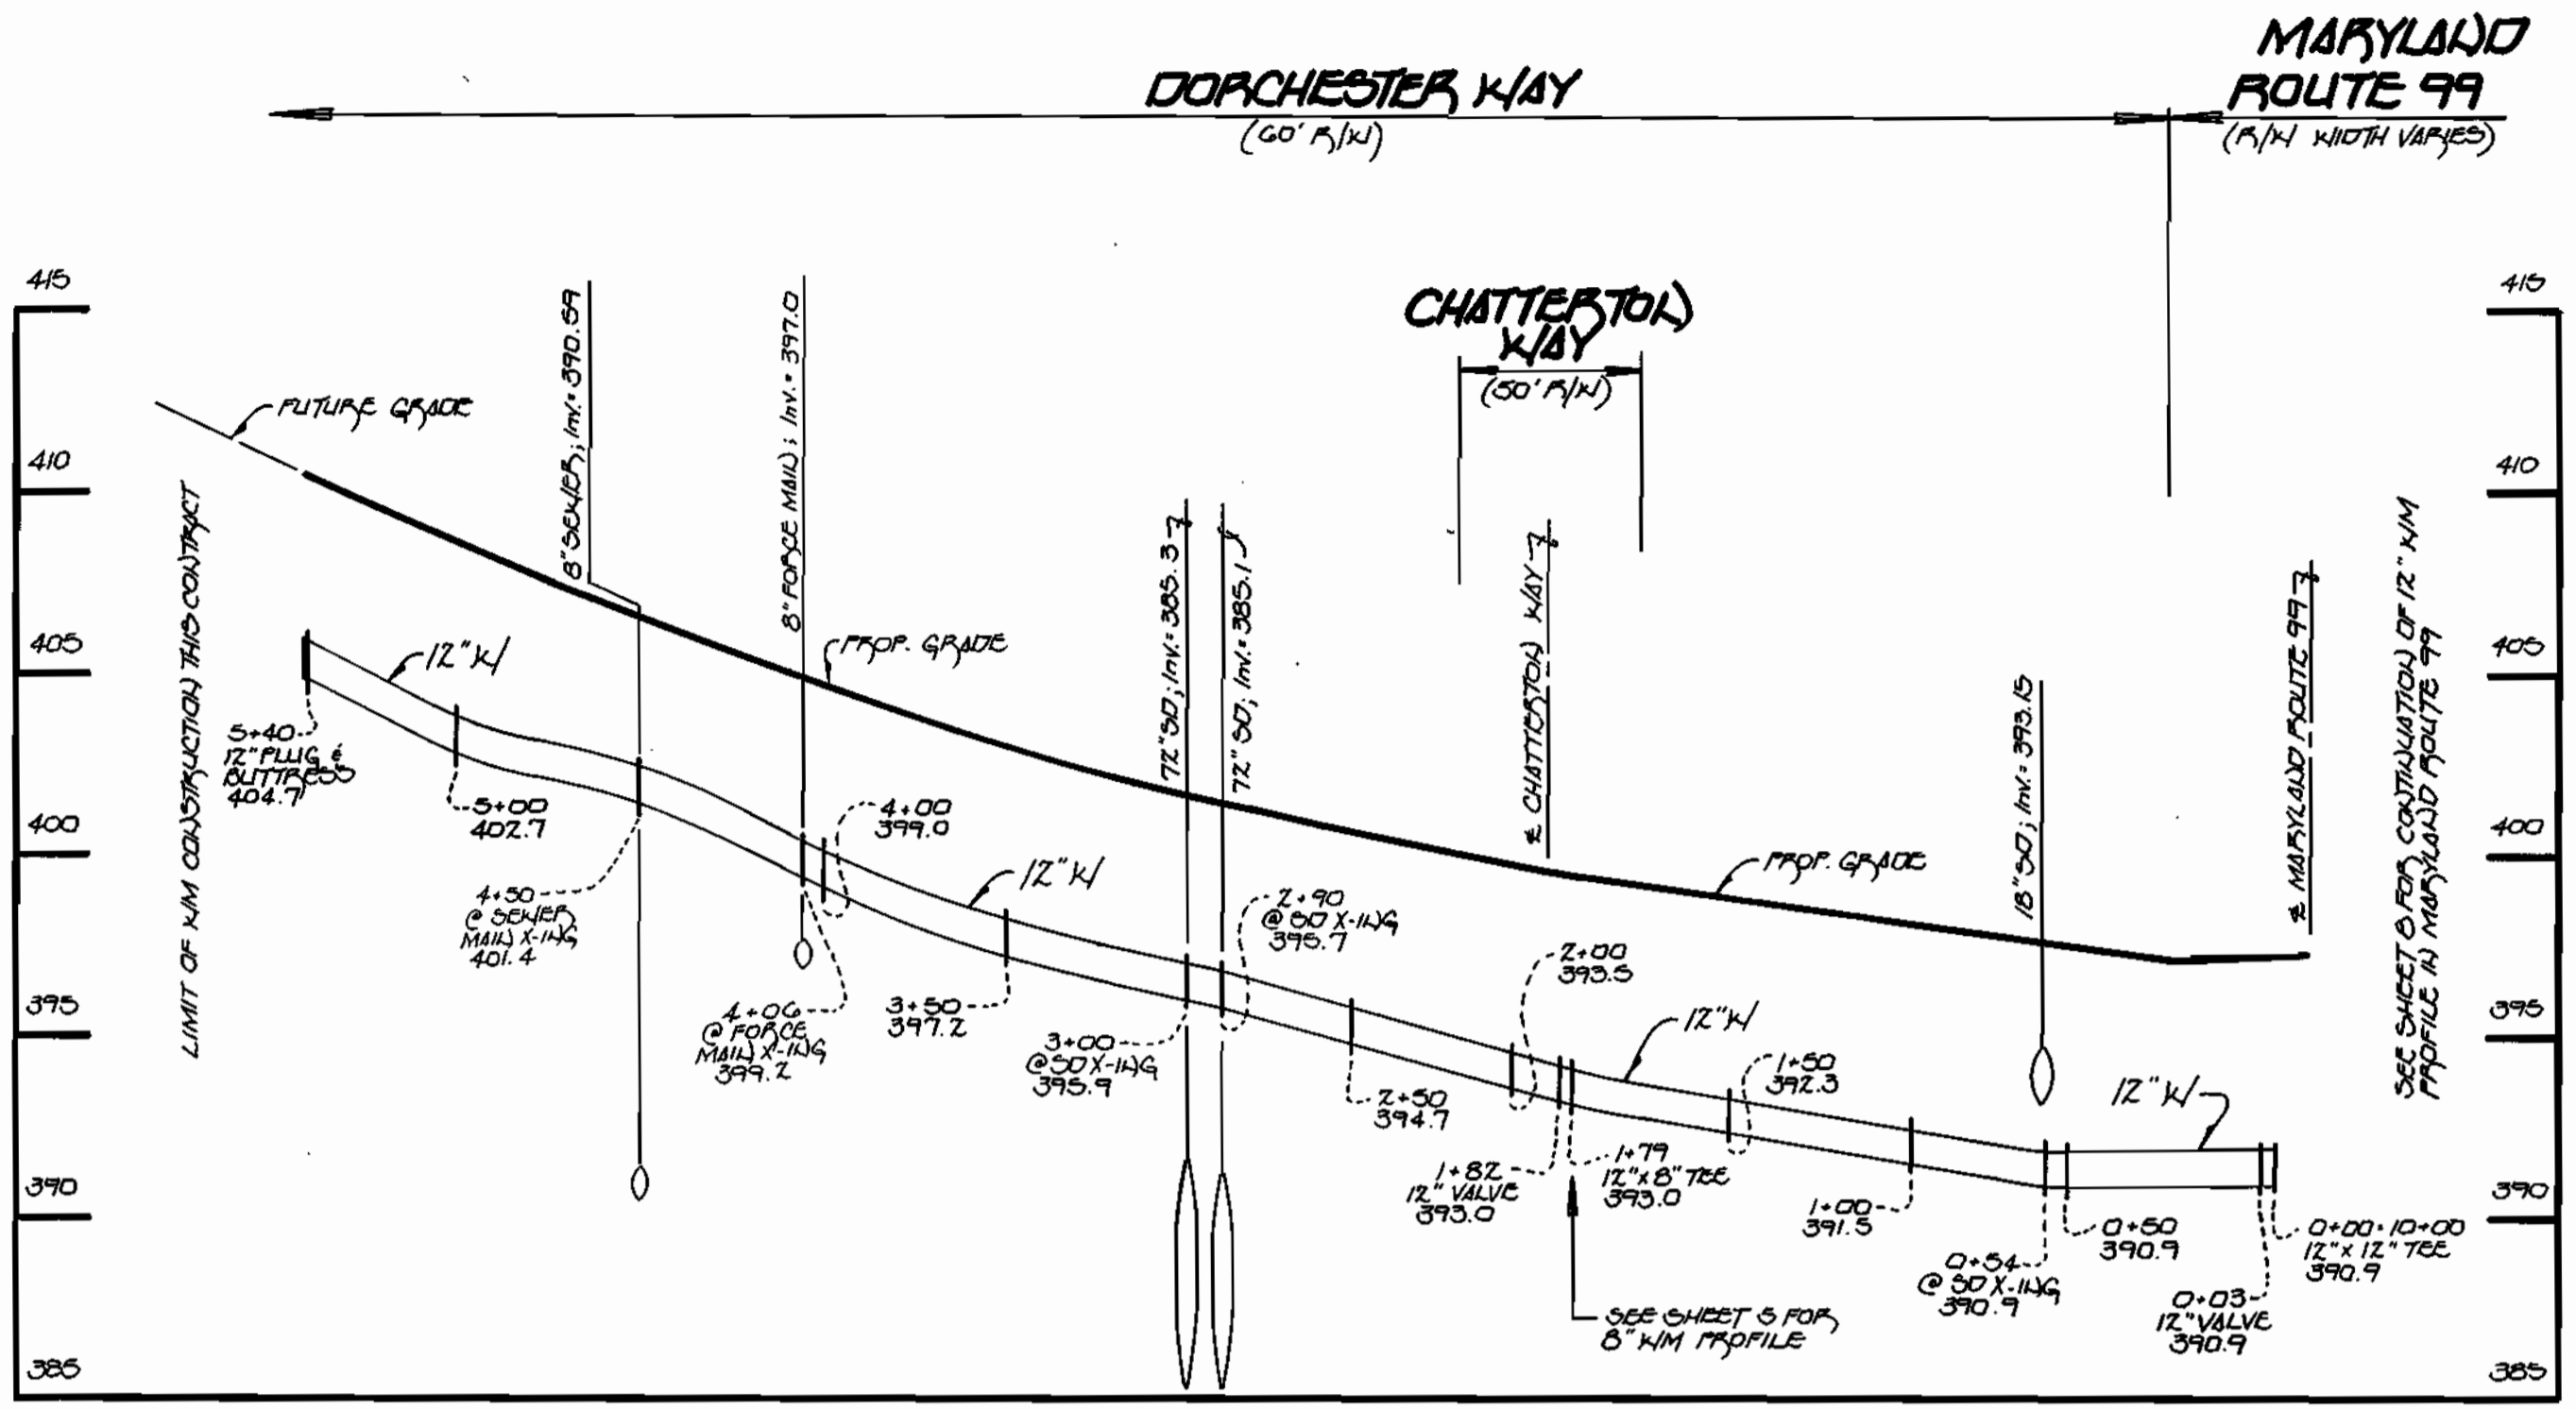 MARYLAND
ROUTE 99
(R/W WIDTH VARIES)
DORCHESTER WAY
(60' R/W)
CHATTERTON
WAY
(50' R/W)
415
410
405
400
395
390
385
415
410
405
400
395
390
385
LIMIT OF WM CONSTRUCTION THIS CONTRACT
FUTURE GRADE
8" SEWER; Inv.= 390.59
8" FORCE MAIN; Inv.= 397.0
PROP. GRADE
72" SD; Inv.= 385.3
72" SD; Inv.= 385.1
℄ CHATTERTON WAY
PROP. GRADE
18" SD; Inv.= 393.15
℄ MARYLAND ROUTE 99
SEE SHEET 8 FOR CONTINUATION OF 12" WM
PROFILE IN MARYLAND ROUTE 99
12" W
5+40
12" PLUG &
BUTTRESS
404.7
5+00
402.7
4+50
@ SEWER
MAIN X-ING
401.4
4+00
399.0
4+06
@ FORCE
MAIN X-ING
399.2
12" W
3+50
397.2
3+00
@ SD X-ING
395.9
2+90
@ SD X-ING
395.7
2+50
394.7
2+00
393.5
1+82
12" VALVE
393.0
1+79
12" x 8" TEE
393.0
SEE SHEET 5 FOR
8" WM PROFILE
12" W
1+50
392.3
1+00
391.5
0+54
@ SD X-ING
390.9
12" W
0+50
390.9
0+03
12" VALVE
390.9
0+00=10+00
12" x 12" TEE
390.9